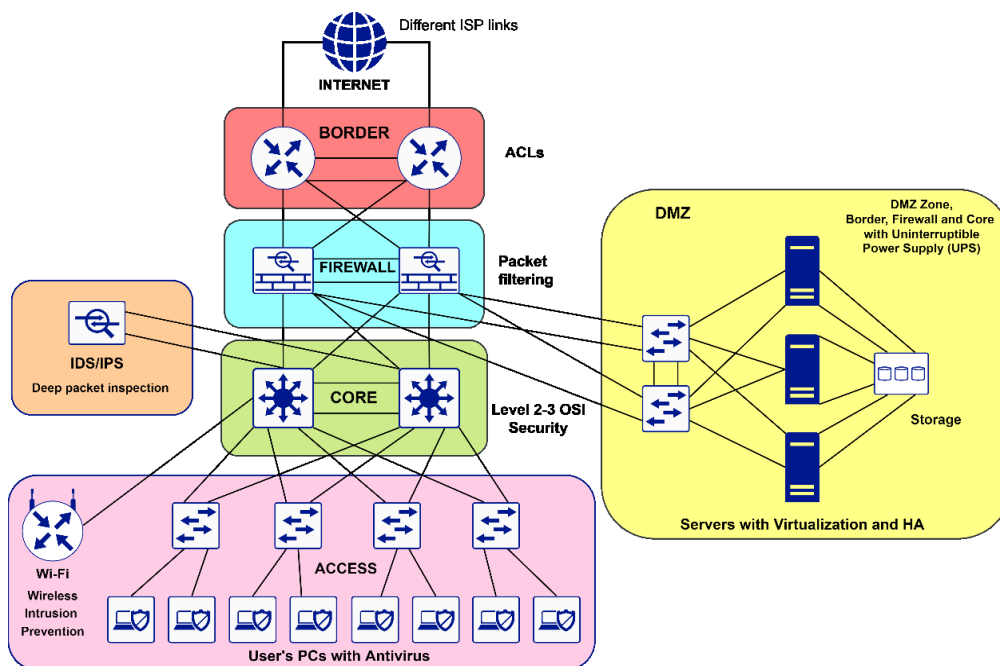 Different ISP links
INTERNET
BORDER
ACLs
FIREWALL
Packet
filtering
IDS/IPS
Deep packet inspection
CORE
Level 2-3 OSI
Security
DMZ
DMZ Zone,
Border, Firewall and Core
with Uninterruptible
Power Supply (UPS)
Storage
Servers with Virtualization and HA
Wi-Fi
Wireless
Intrusion
Prevention
ACCESS
User's PCs with Antivirus